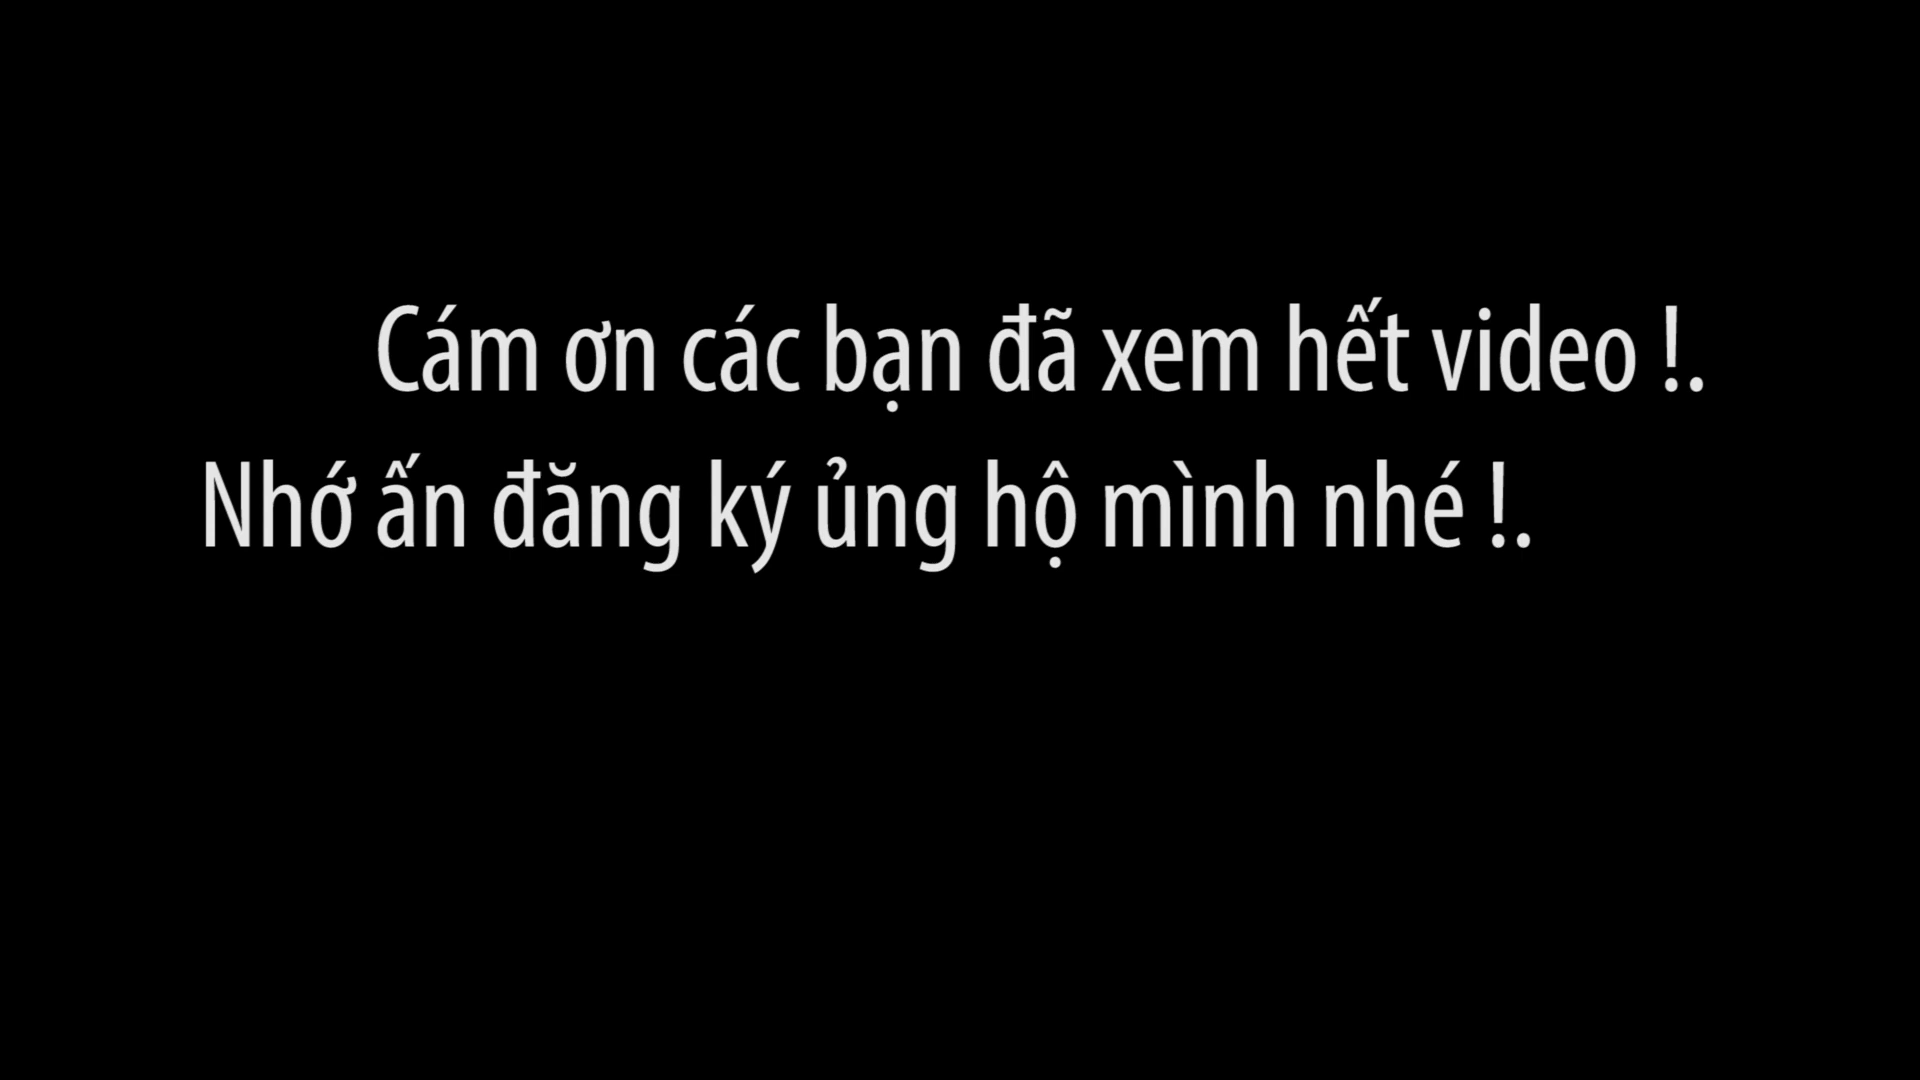 Cám ơn các bạn đã xem hết video !.
Nhớ ấn đăng ký ủng hộ mình nhé !.